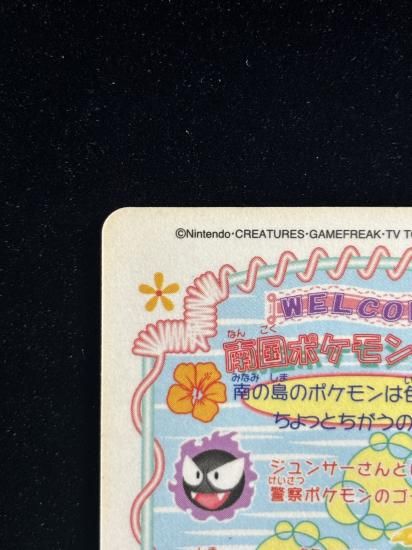 ©Nintendo・CREATURES・GAMEFREAK・TV T
WELCO
なん ごく
南国ポケモン
みなみ しま
南の島のポケモンは
ちょっとちがうの
ジュンサーさんと
けいさつ
警察ポケモンのゴ